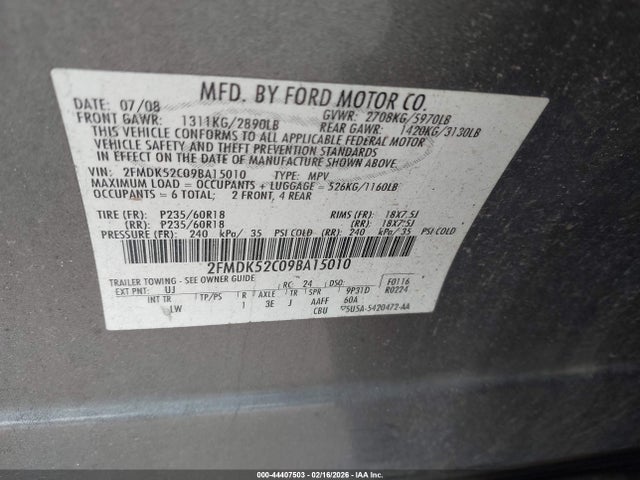 MFD. BY FORD MOTOR CO.
DATE: 07/08 GVWR: 2708KG/5970LB
FRONT GAWR: 1311KG/2890LB REAR GAWR: 1420KG/3130LB
THIS VEHICLE CONFORMS TO ALL APPLICABLE FEDERAL MOTOR
VEHICLE SAFETY AND THEFT PREVENTION STANDARDS
IN EFFECT ON THE DATE OF MANUFACTURE SHOWN ABOVE.
VIN: 2FMDK52C09BA15010 TYPE: MPV
MAXIMUM LOAD = OCCUPANTS + LUGGAGE = 526KG/1160LB
OCCUPANTS = 6 TOTAL; 2 FRONT, 4 REAR
TIRE (FR): P235/60R18 RIMS (FR): 18X7.5J
(RR): P235/60R18 (RR): 18X7.5J
PRESSURE (FR): 240 kPa/ 35 PSI COLD (RR): 240 kPa/ 35 PSI COLD
2FMDK52C09BA15010
TRAILER TOWING - SEE OWNER GUIDE
EXT PNT: UJ RC: 24 DSO: F0116
INT TR TP/PS R AXLE TR SPR 9P31D R0224
LW 1 3E J AAFF 60A
CBU 5U5A-5420472-AA
000-44407503 - 02/16/2026 - IAA Inc.